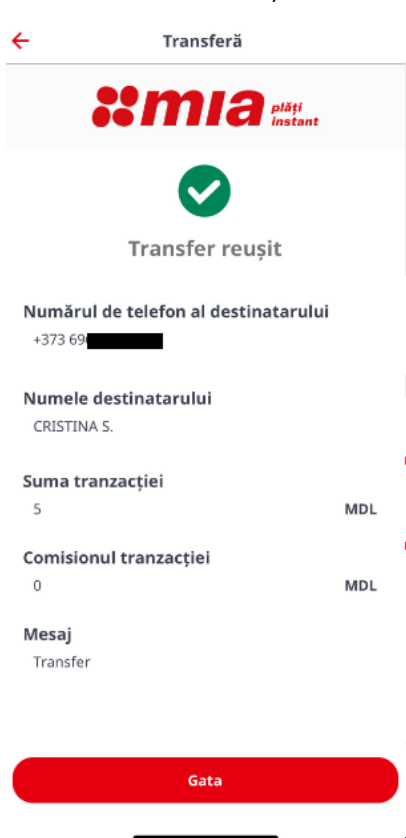 Transferă
mia plăți
instant
Transfer reușit
Numărul de telefon al destinatarului
+373 69
Numele destinatarului
CRISTINA S.
Suma tranzacției
5 MDL
Comisionul tranzacției
0 MDL
Mesaj
Transfer
Gata